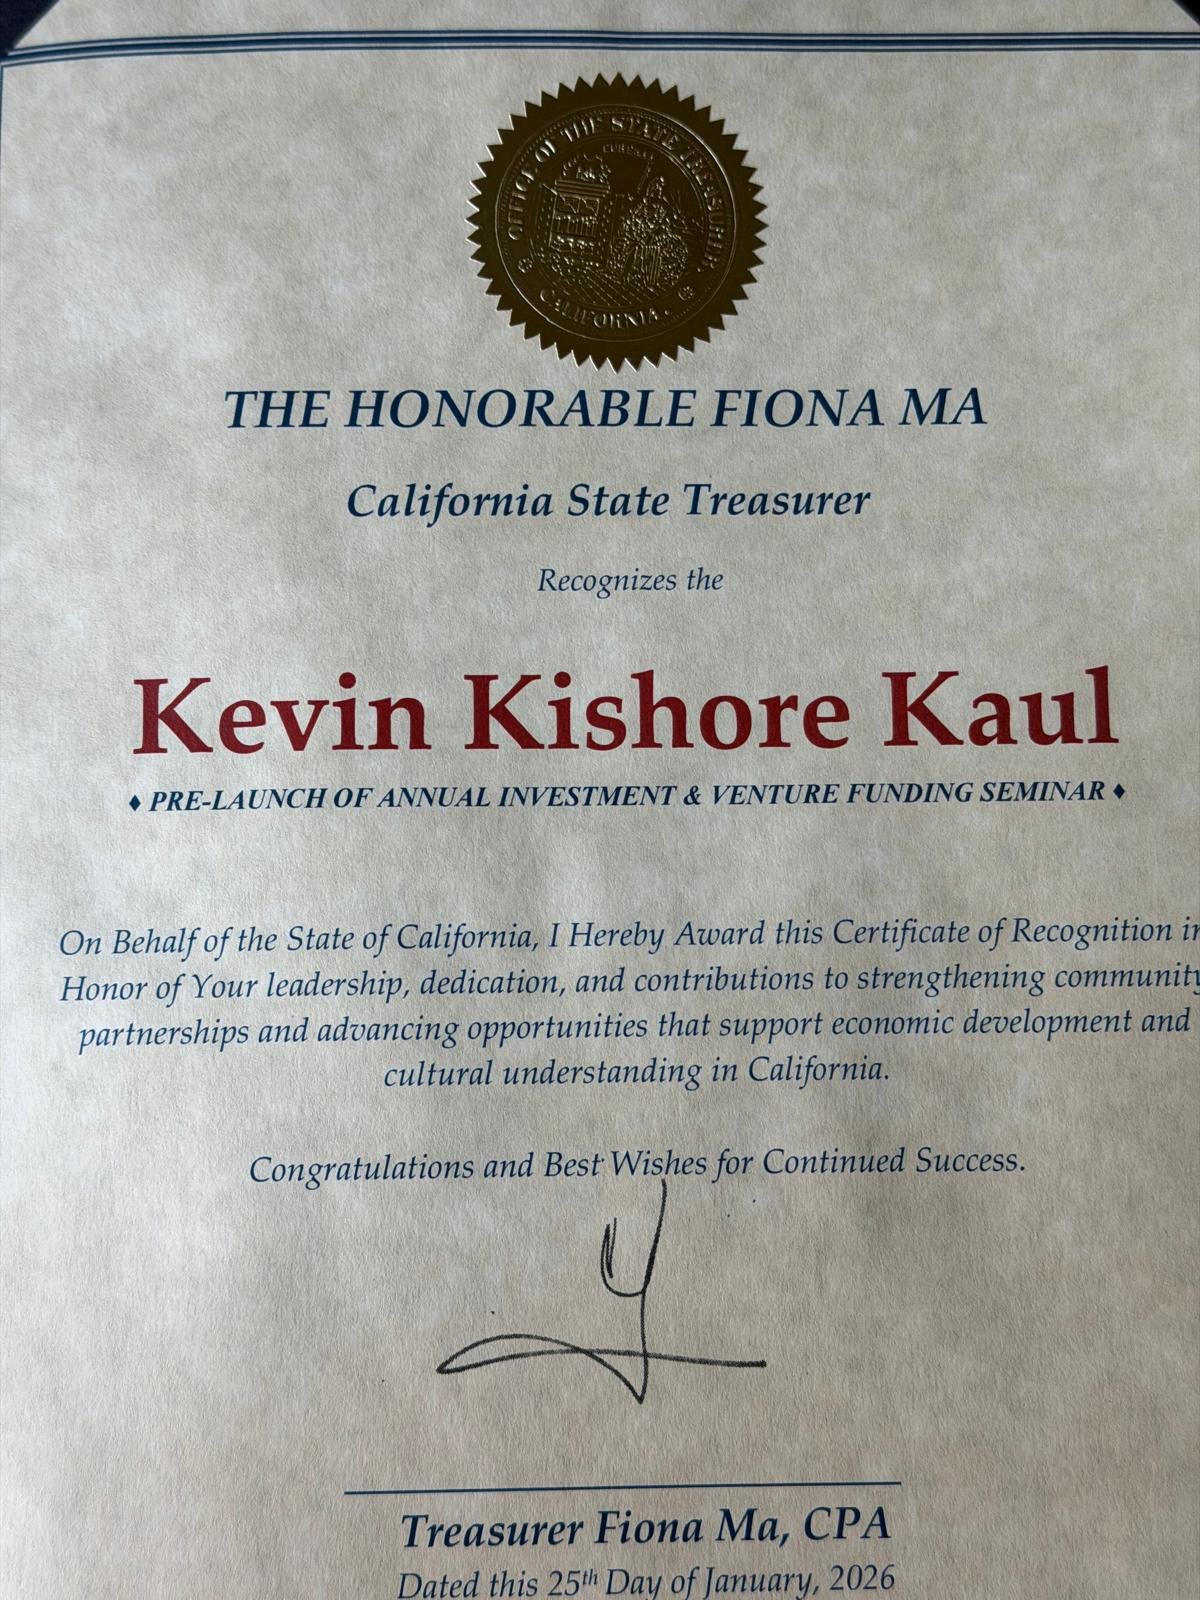 OFFICE OF THE STATE TREASURER
EUREKA
CALIFORNIA
THE HONORABLE FIONA MA
California State Treasurer
Recognizes the
Kevin Kishore Kaul
♦ PRE-LAUNCH OF ANNUAL INVESTMENT & VENTURE FUNDING SEMINAR ♦
On Behalf of the State of California, I Hereby Award this Certificate of Recognition in
Honor of Your leadership, dedication, and contributions to strengthening community
partnerships and advancing opportunities that support economic development and
cultural understanding in California.
Congratulations and Best Wishes for Continued Success.
Treasurer Fiona Ma, CPA
Dated this 25th Day of January, 2026